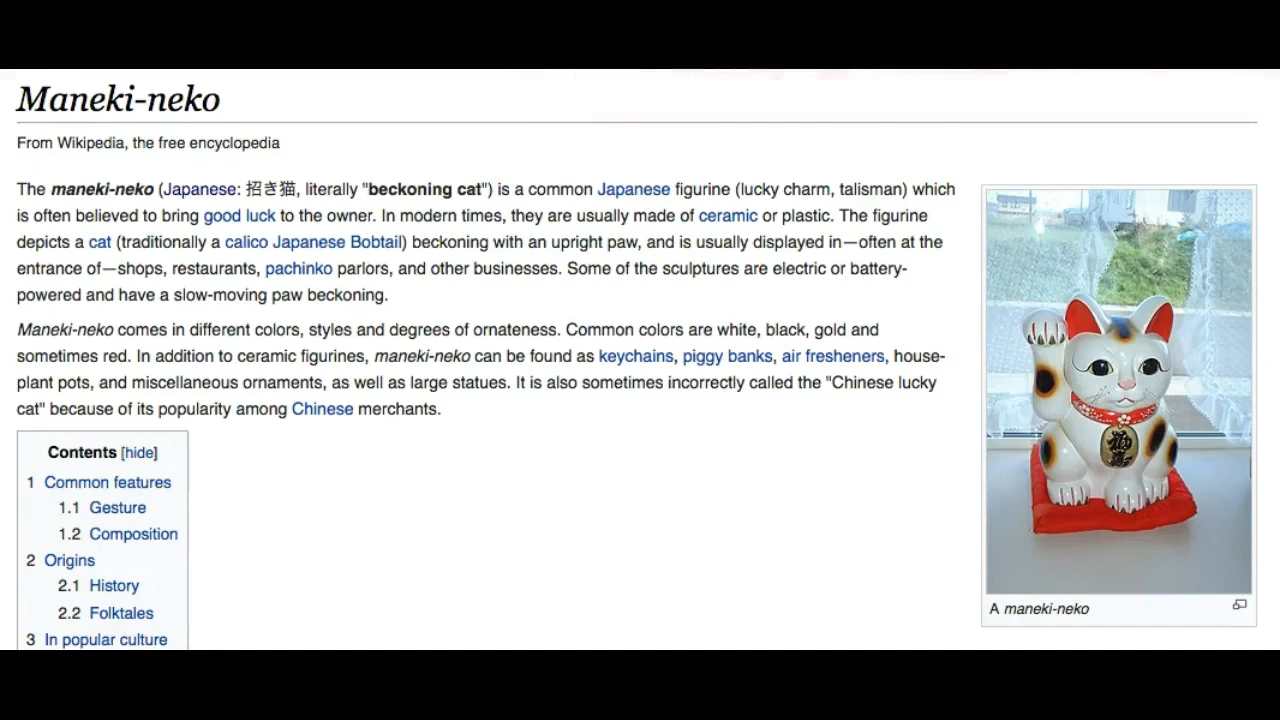 Maneki-neko
From Wikipedia, the free encyclopedia
The maneki-neko (Japanese: 招き猫, literally "beckoning cat") is a common Japanese figurine (lucky charm, talisman) which
is often believed to bring good luck to the owner. In modern times, they are usually made of ceramic or plastic. The figurine
depicts a cat (traditionally a calico Japanese Bobtail) beckoning with an upright paw, and is usually displayed in—often at the
entrance of—shops, restaurants, pachinko parlors, and other businesses. Some of the sculptures are electric or battery-
powered and have a slow-moving paw beckoning.
Maneki-neko comes in different colors, styles and degrees of ornateness. Common colors are white, black, gold and
sometimes red. In addition to ceramic figurines, maneki-neko can be found as keychains, piggy banks, air fresheners, house-
plant pots, and miscellaneous ornaments, as well as large statues. It is also sometimes incorrectly called the "Chinese lucky
cat" because of its popularity among Chinese merchants.
Contents [hide]
1 Common features
1.1 Gesture
1.2 Composition
2 Origins
2.1 History
2.2 Folktales
3 In popular culture
A maneki-neko